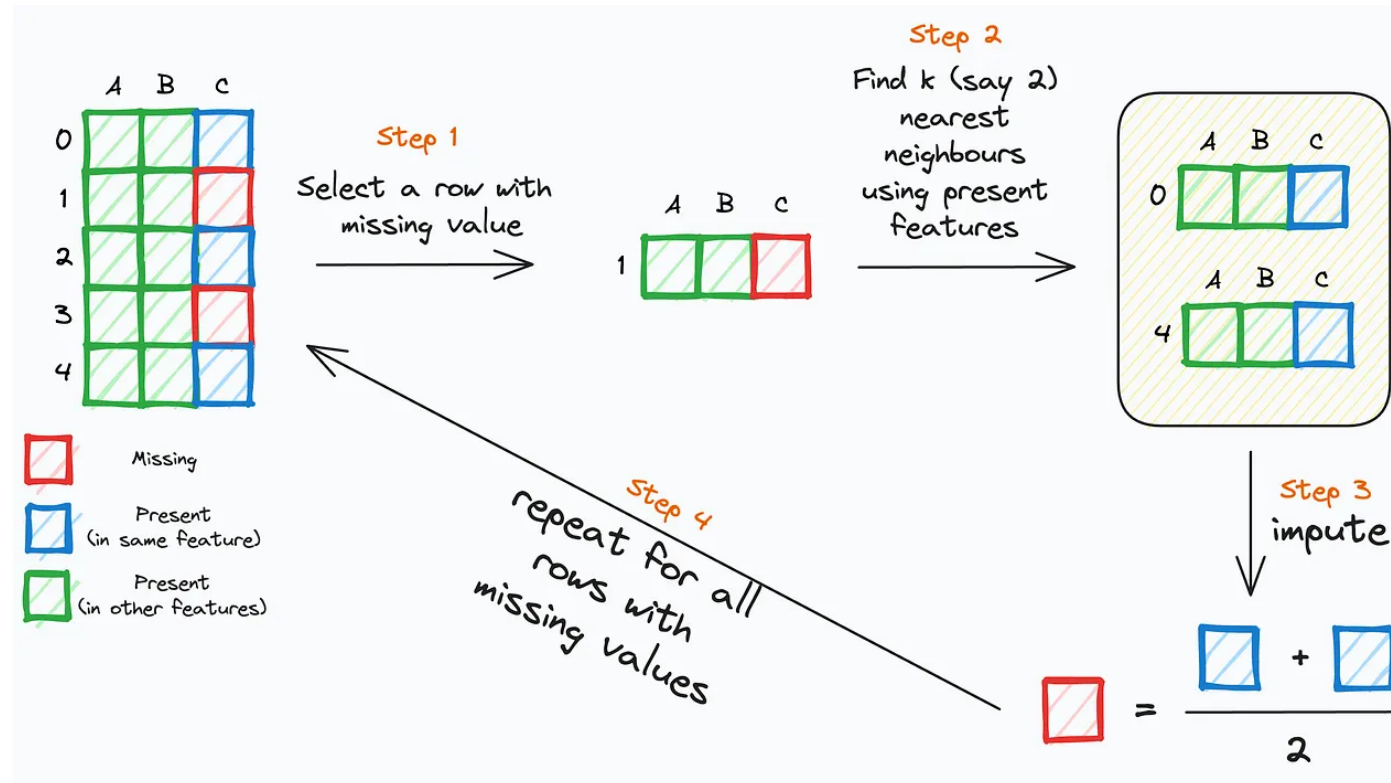 A B C
0
1
2
3
4
Missing
Present
(in same feature)
Present
(in other features)
Step 1
Select a row with
missing value
A B C
1
Step 2
Find k (say 2)
nearest
neighbours
using present
features
A B C
0
A B C
4
Step 3
impute
+
=
2
Step 4
repeat for all
rows with
missing values